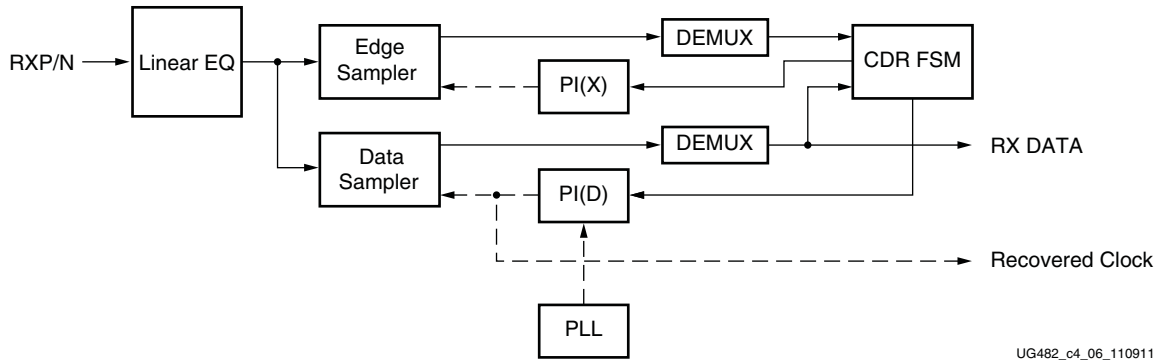 RXP/N
Linear EQ
Edge
Sampler
DEMUX
CDR FSM
PI(X)
Data
Sampler
DEMUX
RX DATA
PI(D)
Recovered Clock
PLL
UG482_c4_06_110911